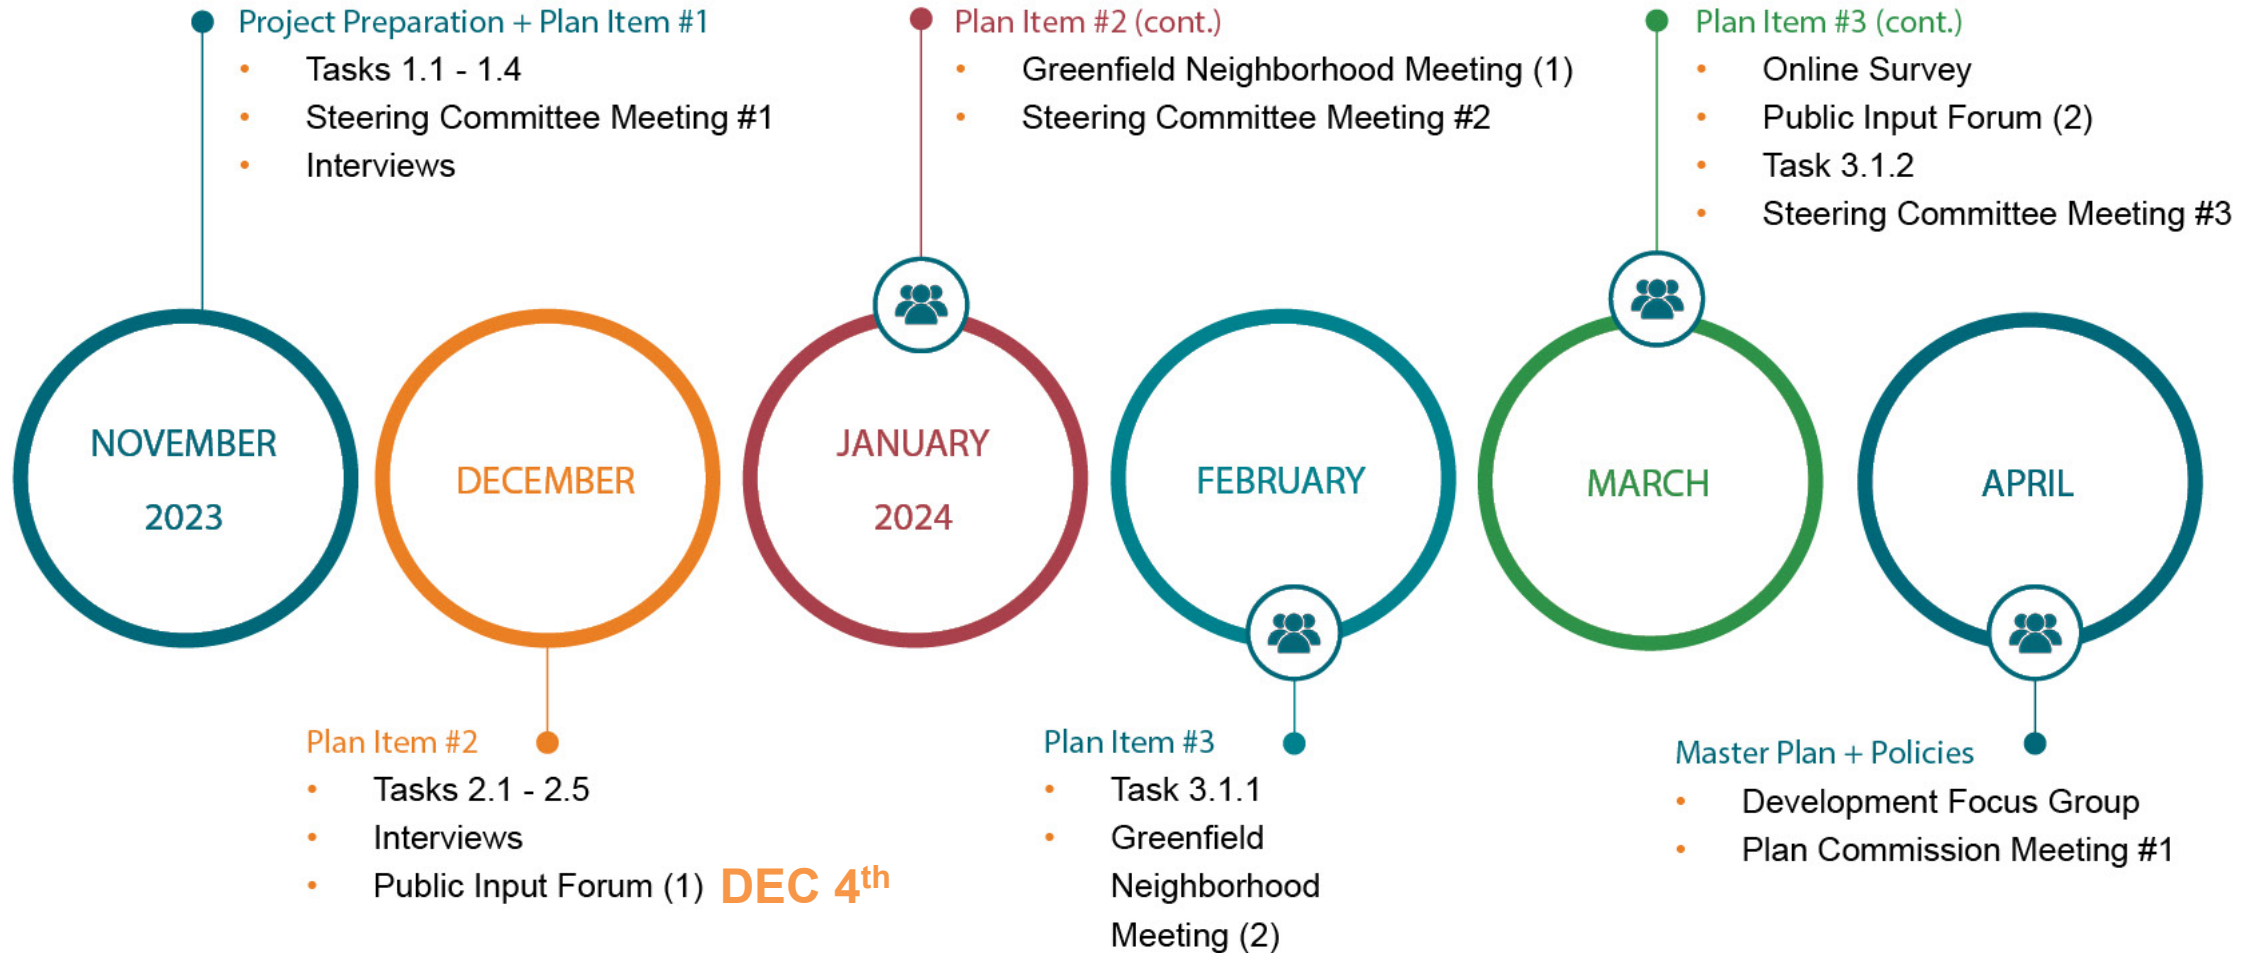 Project Preparation + Plan Item #1
• Tasks 1.1 - 1.4
• Steering Committee Meeting #1
• Interviews
Plan Item #2 (cont.)
• Greenfield Neighborhood Meeting (1)
• Steering Committee Meeting #2
Plan Item #3 (cont.)
• Online Survey
• Public Input Forum (2)
• Task 3.1.2
• Steering Committee Meeting #3
NOVEMBER
2023
DECEMBER
JANUARY
2024
FEBRUARY
MARCH
APRIL
Plan Item #2
• Tasks 2.1 - 2.5
• Interviews
• Public Input Forum (1) DEC 4th
Plan Item #3
• Task 3.1.1
• Greenfield
Neighborhood
Meeting (2)
Master Plan + Policies
• Development Focus Group
• Plan Commission Meeting #1